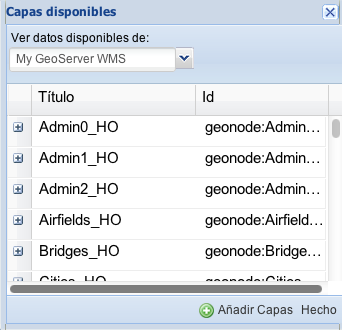 Capas disponibles
Ver datos disponibles de:
My GeoServer WMS
Título Id
Admin0_HO geonode:Admin…
Admin1_HO geonode:Admin…
Admin2_HO geonode:Admin…
Airfields_HO geonode:Airfield…
Bridges_HO geonode:Bridge…
Cities_HO geonode:Cities…
Añadir Capas Hecho